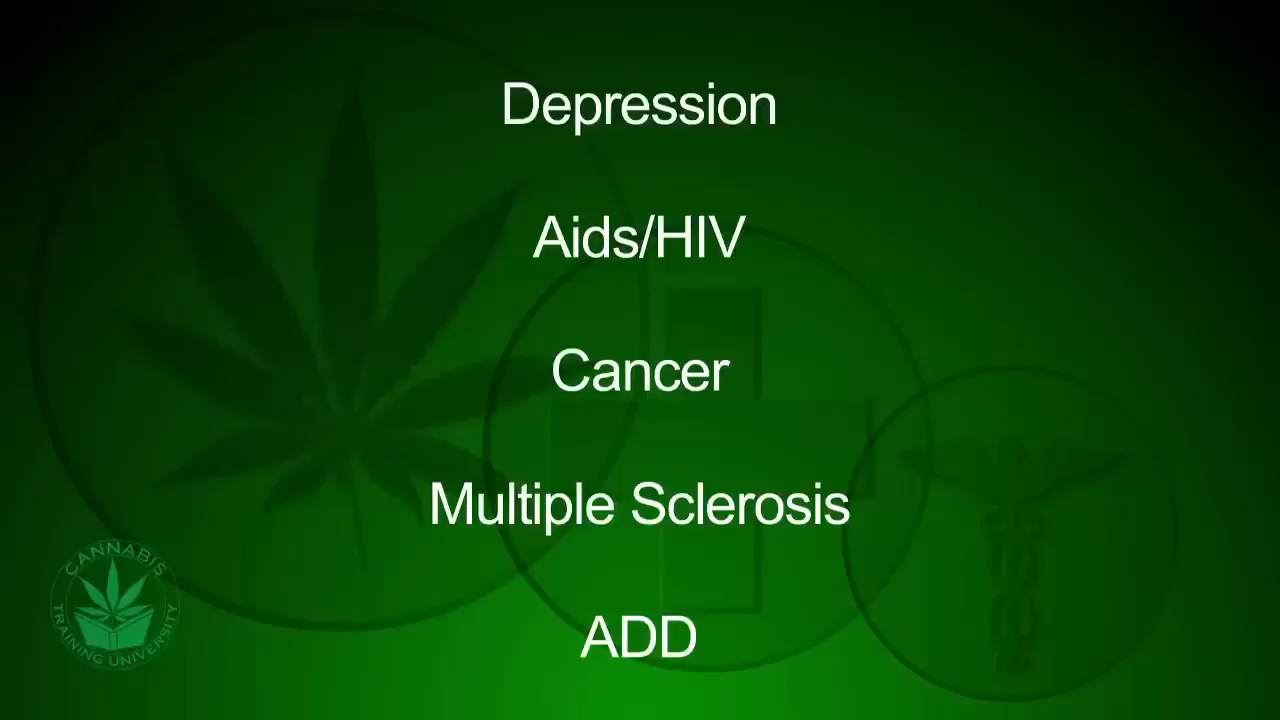 Depression
Aids/HIV
Cancer
Multiple Sclerosis
ADD
CANNABIS
TRAINING UNIVERSITY